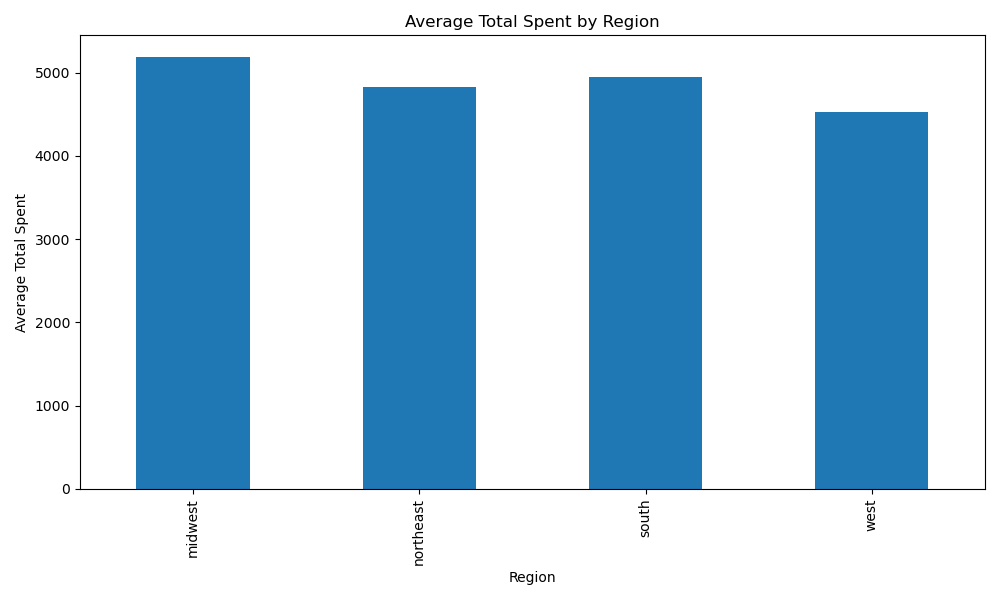 Average Total Spent by Region
Average Total Spent
5000
4000
3000
2000
1000
0
midwest
northeast
south
west
Region